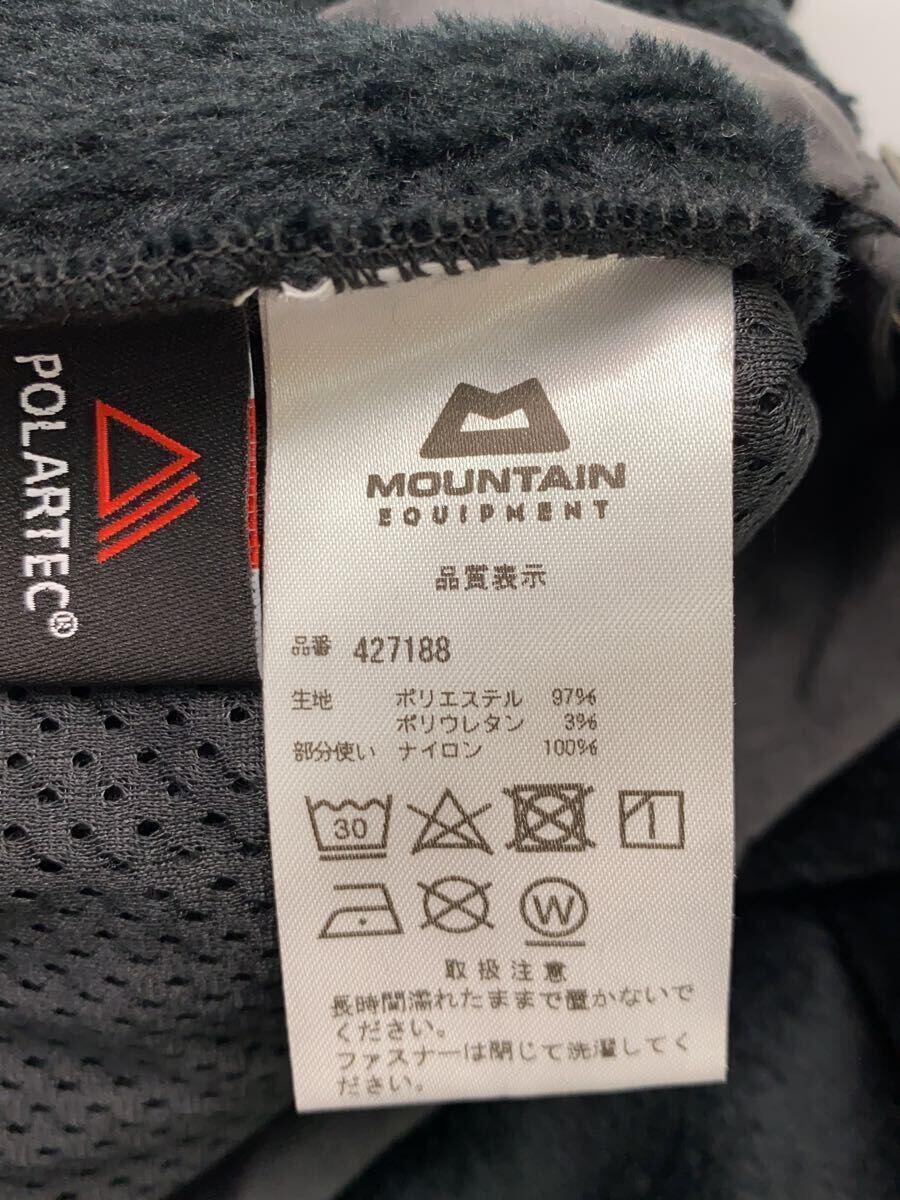 POLARTEC®
MOUNTAIN
EQUIPMENT
品質表示
品番 427188
生地 ポリエステル 97%
ポリウレタン 3%
部分使い ナイロン 100%
30
W
取扱注意
長時間濡れたままで置かないで
ください。
ファスナーは閉じて洗濯してく
ださい。